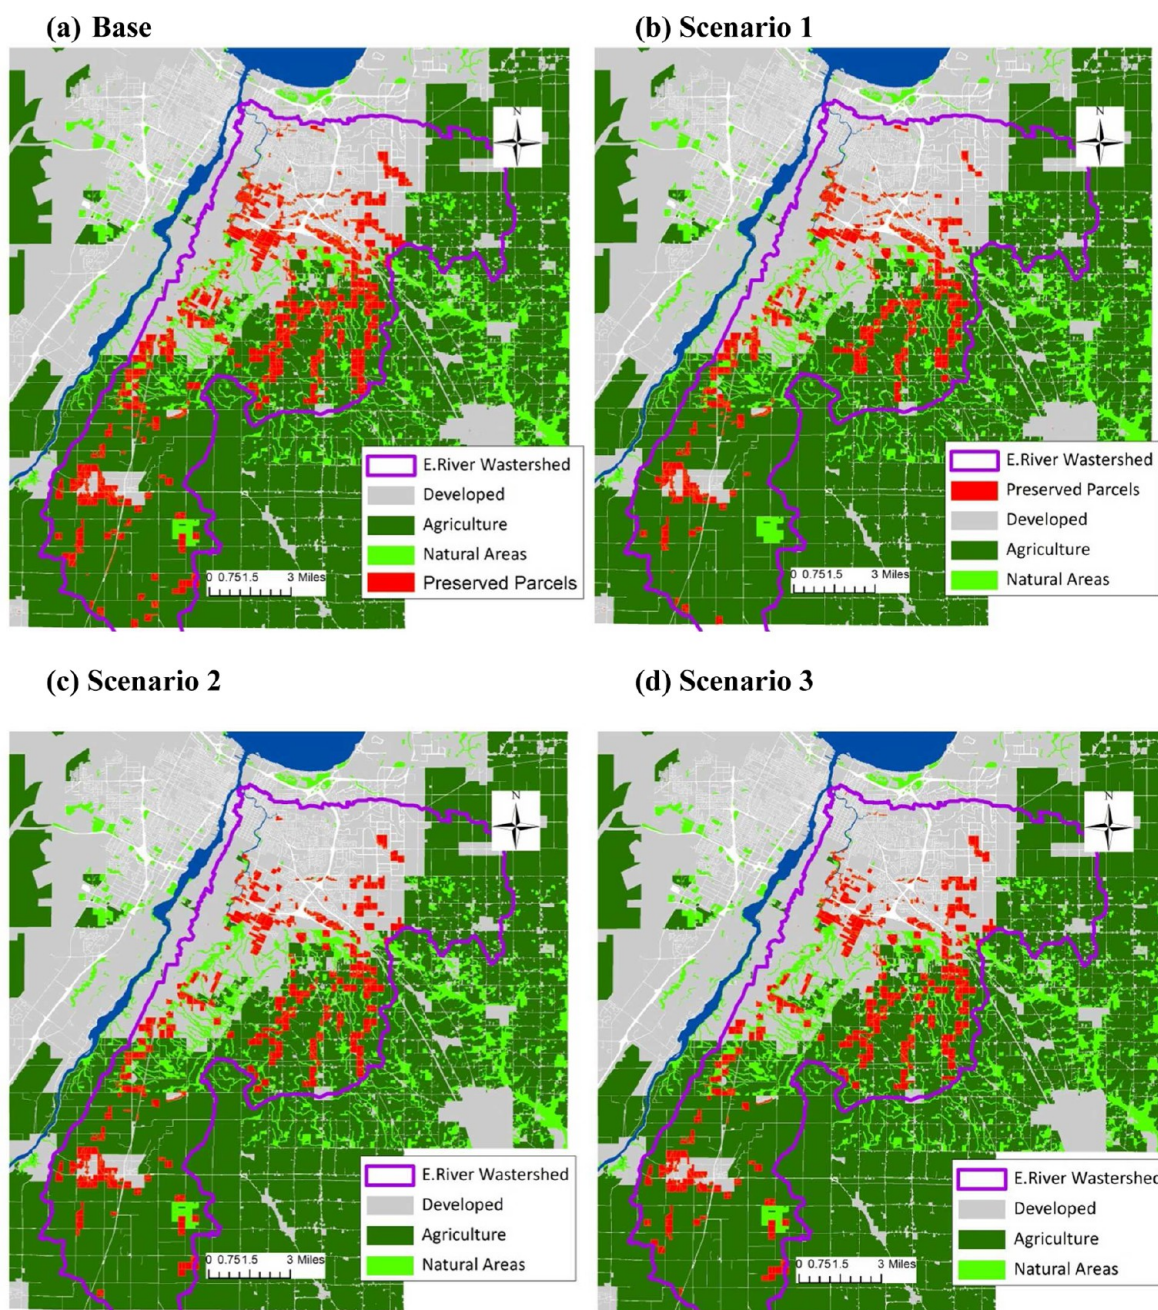 (a) Base
(b) Scenario 1
N
N
E.River Wastershed
Developed
Agriculture
Natural Areas
Preserved Parcels
0 0.751.5 3 Miles
E.River Wastershed
Preserved Parcels
Developed
Agriculture
Natural Areas
0 0.751.5 3 Miles
(c) Scenario 2
(d) Scenario 3
N
N
E.River Wastershed
Developed
Agriculture
Natural Areas
0 0.751.5 3 Miles
E.River Wastershed
Developed
Agriculture
Natural Areas
0 0.751.5 3 Miles